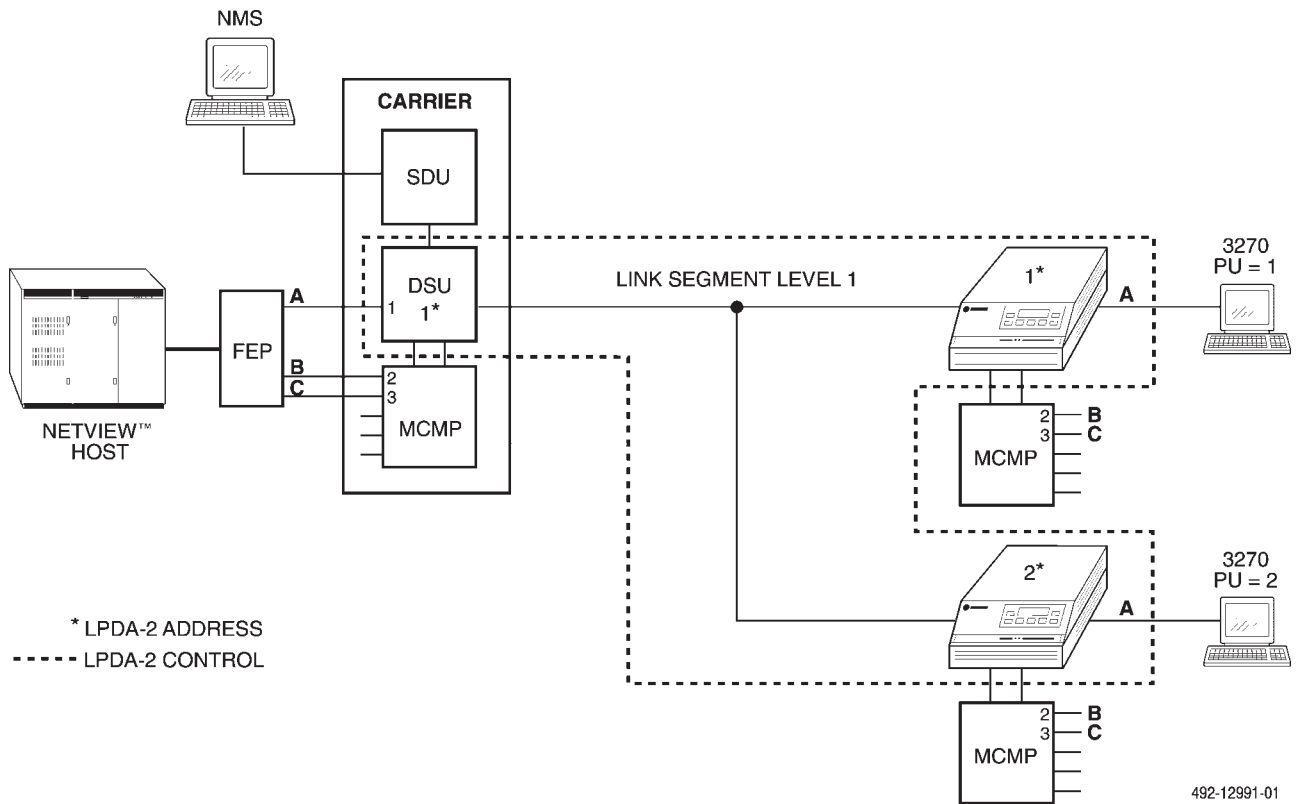 NMS
CARRIER
SDU
DSU
1*
1
A
B
C
FEP
2
3
MCMP
NETVIEW™
HOST
LINK SEGMENT LEVEL 1
1*
A
3270
PU = 1
2
B
3
C
MCMP
2*
A
3270
PU = 2
2
B
3
C
MCMP
* LPDA-2 ADDRESS
LPDA-2 CONTROL
492-12991-01